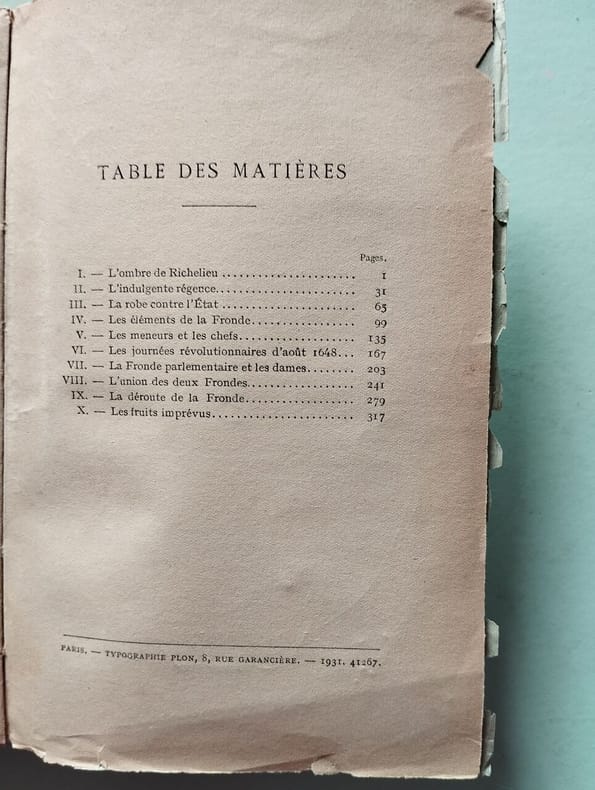 TABLE DES MATIÈRES
Pages.
I. — L'ombre de Richelieu ..................... 1
II. — L'indulgente régence..................... 31
III. — La robe contre l'État ..................... 65
IV. — Les éléments de la Fronde................ 99
V. — Les meneurs et les chefs.................. 135
VI. — Les journées révolutionnaires d'août 1648... 167
VII. — La Fronde parlementaire et les dames....... 203
VIII. — L'union des deux Frondes................. 241
IX. — La déroute de la Fronde.................. 279
X. — Les fruits imprévus....................... 317
PARIS. — TYPOGRAPHIE PLON, 8, RUE GARANCIÈRE. — 1931. 41267.